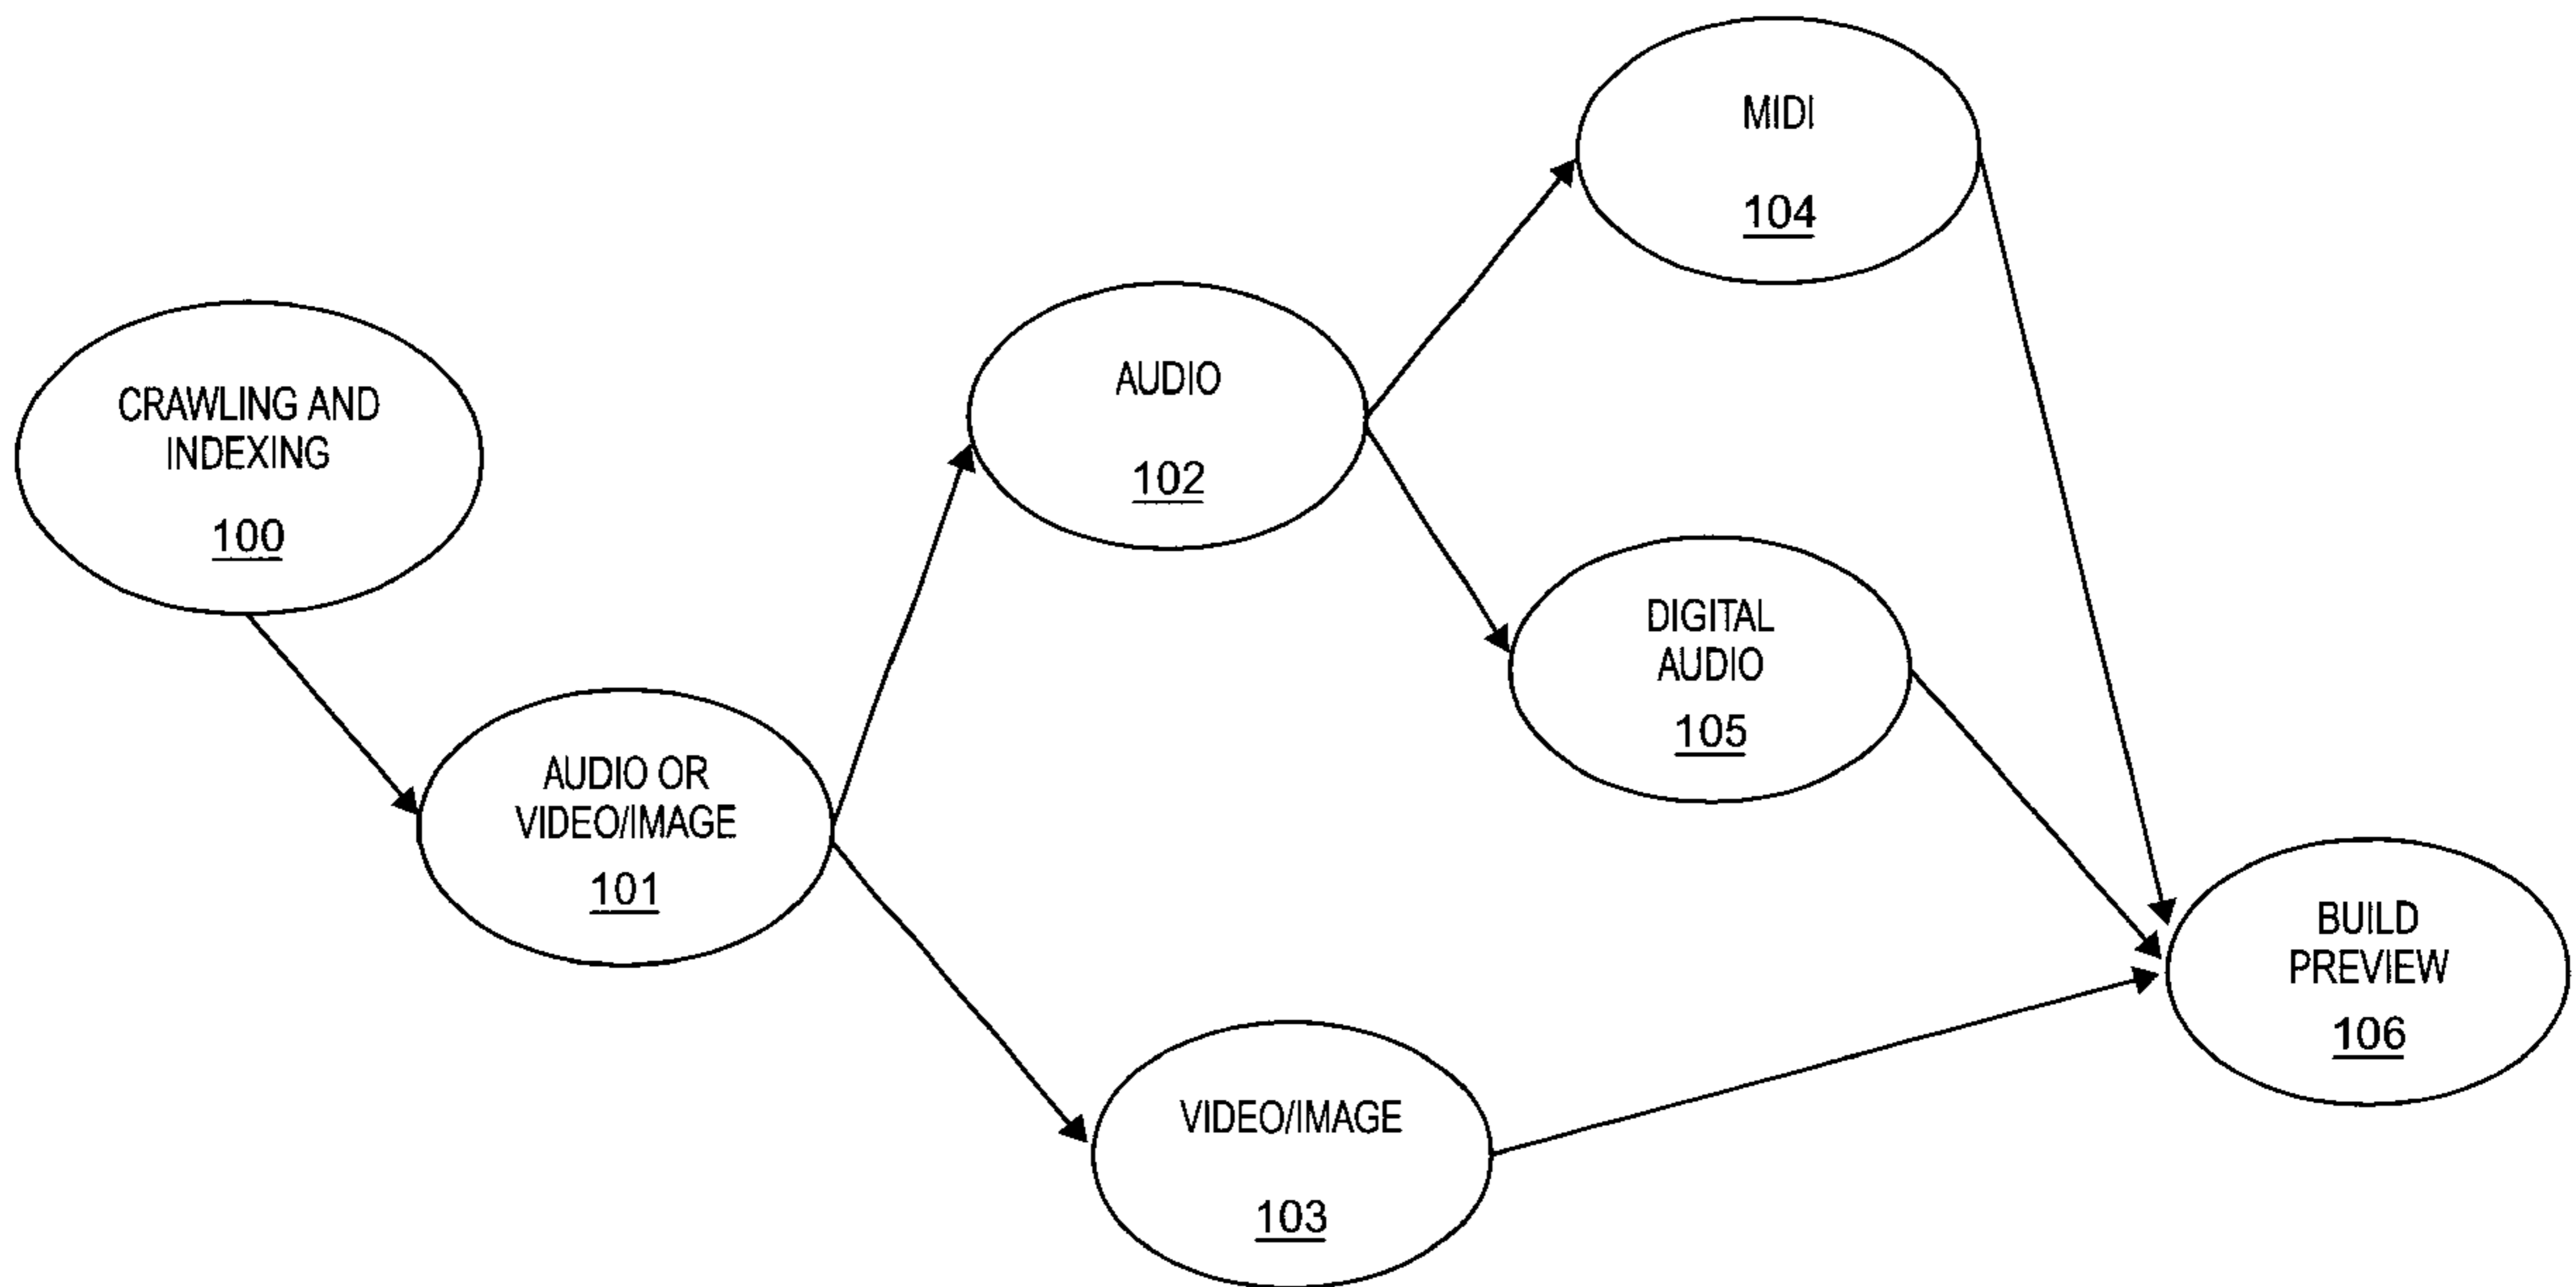 CRAWLING AND
INDEXING
100
AUDIO OR
VIDEO/IMAGE
101
AUDIO
102
VIDEO/IMAGE
103
MIDI
104
DIGITAL
AUDIO
105
BUILD
PREVIEW
106